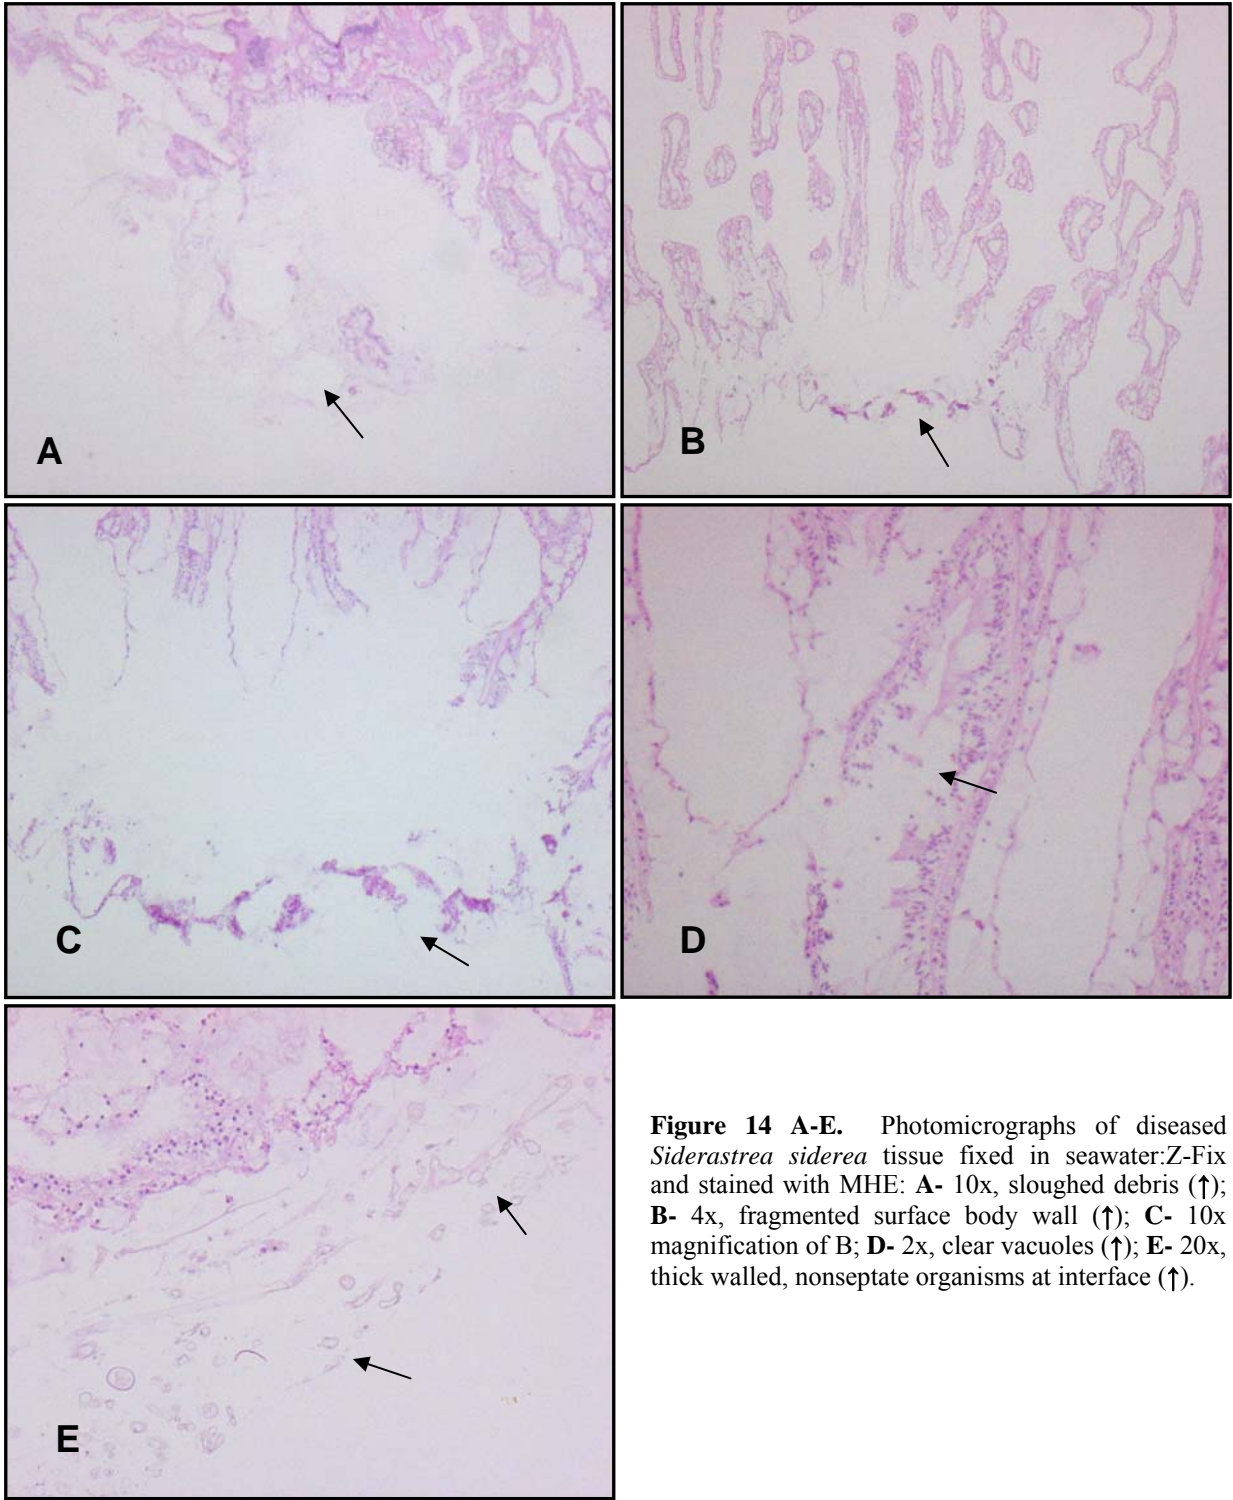 A
B
C
D
E
Figure 14 A-E. Photomicrographs of diseased
Siderastrea siderea tissue fixed in seawater:Z-Fix
and stained with MHE: A- 10x, sloughed debris (↑);
B- 4x, fragmented surface body wall (↑); C- 10x
magnification of B; D- 2x, clear vacuoles (↑); E- 20x,
thick walled, nonseptate organisms at interface (↑).